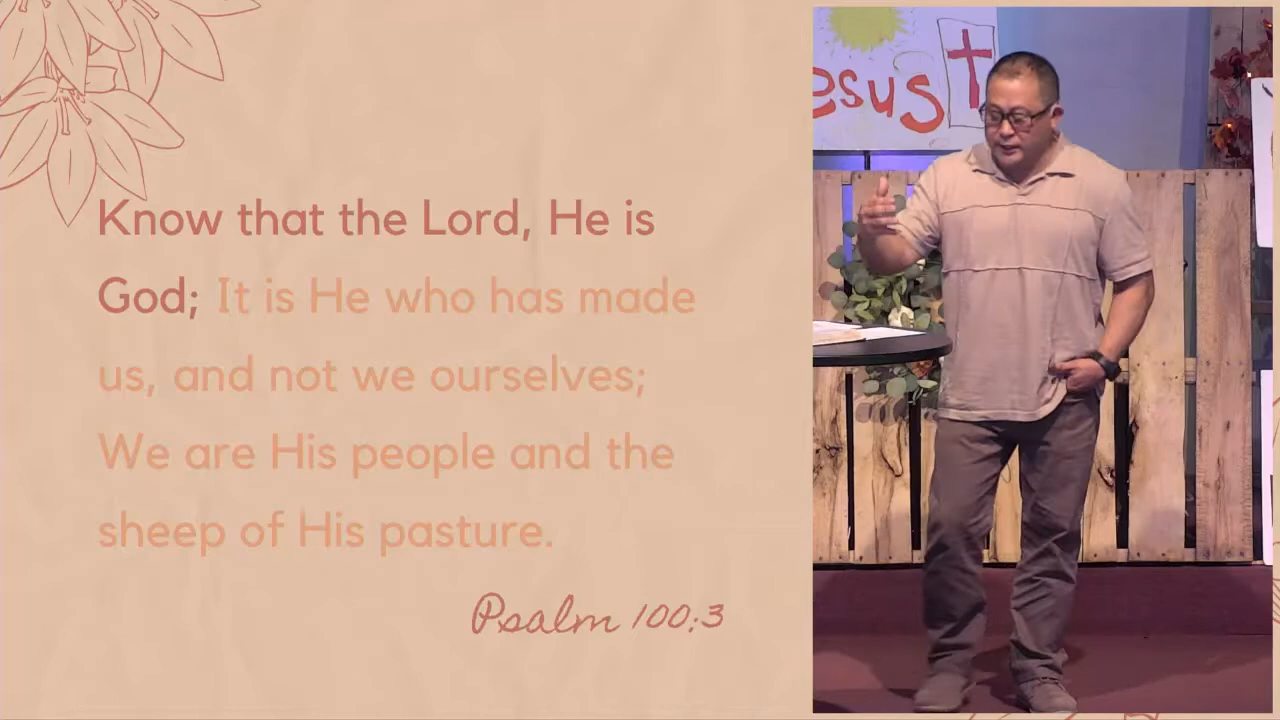 Know that the Lord, He is
God; It is He who has made
us, and not we ourselves;
We are His people and the
sheep of His pasture.
Psalm 100:3
esus